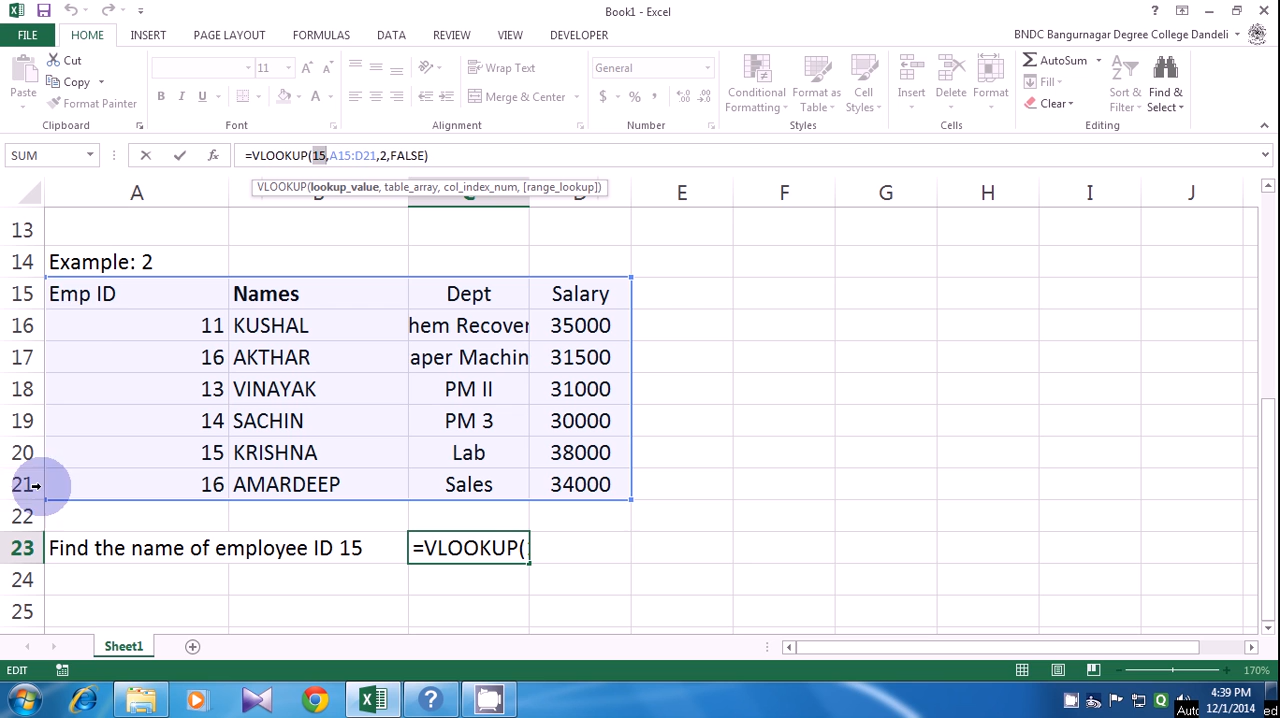 Book1 - Excel
FILE HOME INSERT PAGE LAYOUT FORMULAS DATA REVIEW VIEW DEVELOPER BNDC Bangurnagar Degree College Dandeli
Cut
Copy
Format Painter
Paste
11
Wrap Text
Merge & Center
General
Conditional Formatting
Format as Table
Cell Styles
Insert
Delete
Format
AutoSum
Fill
Clear
Sort & Filter
Find & Select
Clipboard Font Alignment Number Styles Cells Editing
SUM =VLOOKUP(15,A15:D21,2,FALSE)
VLOOKUP(lookup_value, table_array, col_index_num, [range_lookup])
A E F G H I J
13
14 Example: 2
15 Emp ID Names Dept Salary
16 11 KUSHAL hem Recover 35000
17 16 AKTHAR aper Machin 31500
18 13 VINAYAK PM II 31000
19 14 SACHIN PM 3 30000
20 15 KRISHNA Lab 38000
21 16 AMARDEEP Sales 34000
22
23 Find the name of employee ID 15 =VLOOKUP(
24
25
Sheet1
EDIT 170%
4:39 PM
12/1/2014